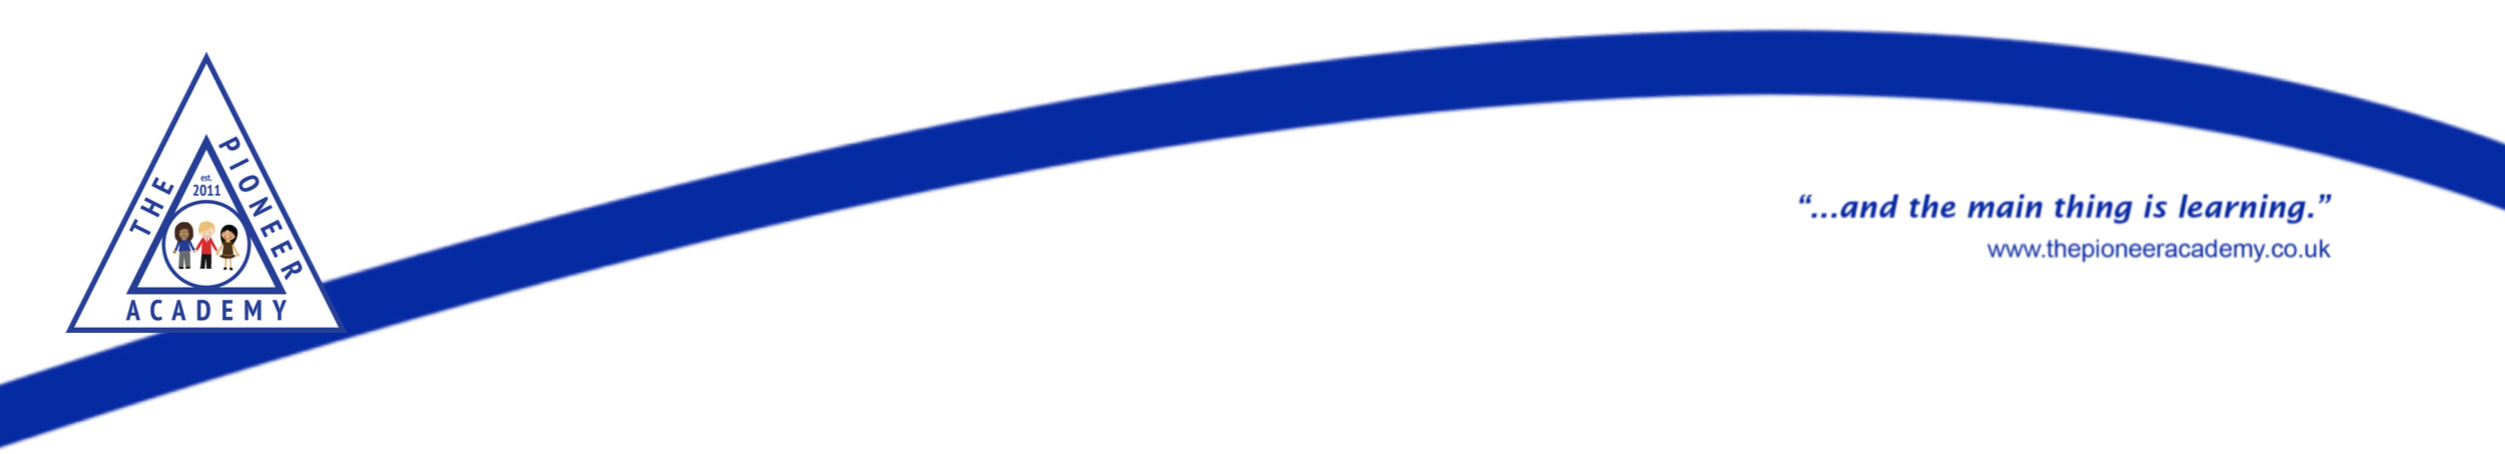 THE
PIONEER
est.
2011
ACADEMY
“...and the main thing is learning.”
www.thepioneeracademy.co.uk